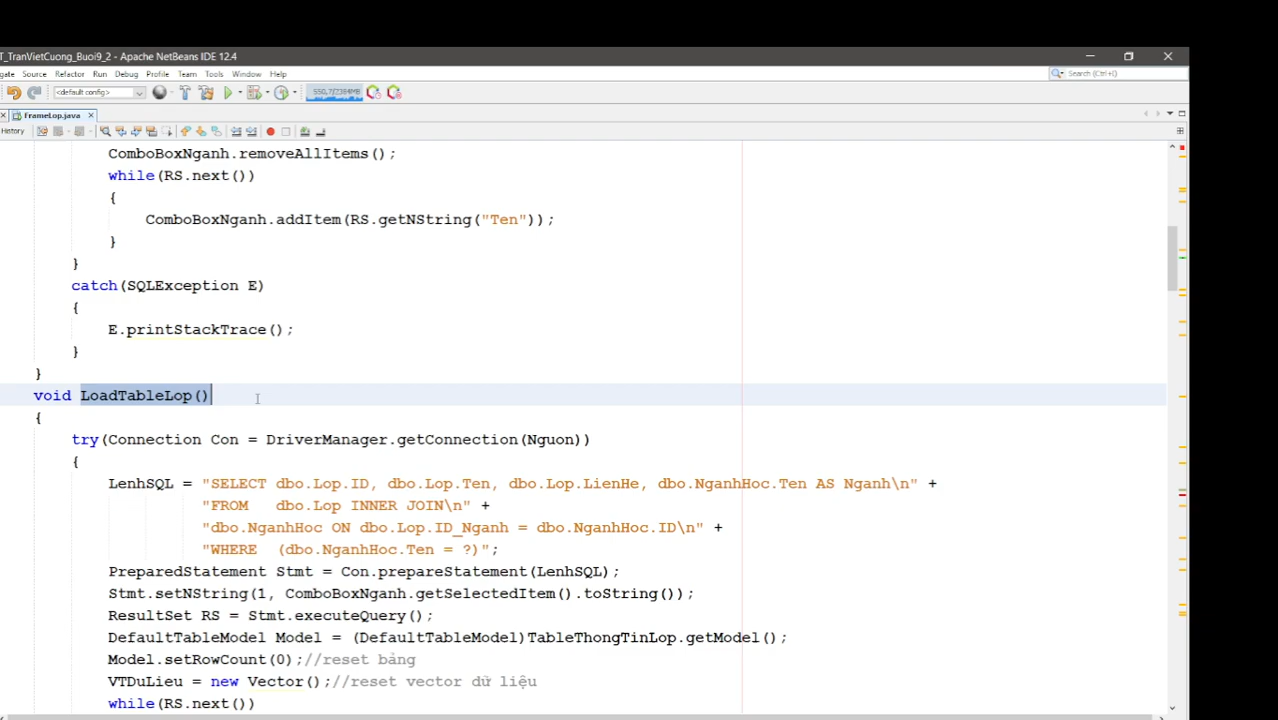 T_TranVietCuong_Buoi9_2 - Apache NetBeans IDE 12.4
gate Source Refactor Run Debug Profile Team Tools Window Help
Search (Ctrl+I)
<default config>
550.7/2384MB
FrameLop.java
History
ComboBoxNganh.removeAllItems();
while(RS.next())
{
ComboBoxNganh.addItem(RS.getNString("Ten"));
}
}
catch(SQLException E)
{
E.printStackTrace();
}
}
void LoadTableLop()
{
try(Connection Con = DriverManager.getConnection(Nguon))
{
LenhSQL = "SELECT dbo.Lop.ID, dbo.Lop.Ten, dbo.Lop.LienHe, dbo.NganhHoc.Ten AS Nganh\n" +
"FROM   dbo.Lop INNER JOIN\n" +
"dbo.NganhHoc ON dbo.Lop.ID_Nganh = dbo.NganhHoc.ID\n" +
"WHERE  (dbo.NganhHoc.Ten = ?)";
PreparedStatement Stmt = Con.prepareStatement(LenhSQL);
Stmt.setNString(1, ComboBoxNganh.getSelectedItem().toString());
ResultSet RS = Stmt.executeQuery();
DefaultTableModel Model = (DefaultTableModel)TableThongTinLop.getModel();
Model.setRowCount(0);//reset bảng
VTDuLieu = new Vector();//reset vector dữ liệu
while(RS.next())